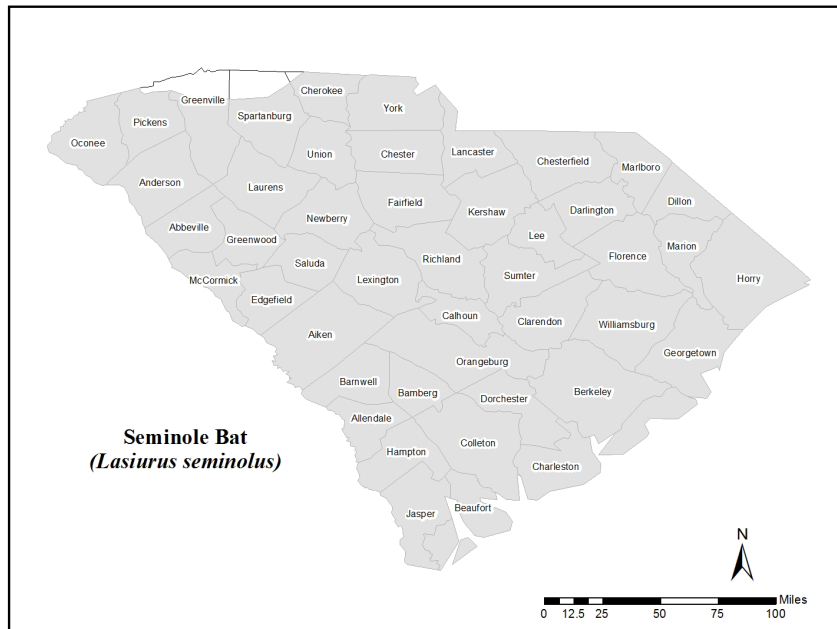 Cherokee
Greenville
York
Spartanburg
Pickens
Oconee
Union
Chester
Lancaster
Chesterfield
Marlboro
Anderson
Laurens
Dillon
Fairfield
Kershaw
Darlington
Newberry
Abbeville
Greenwood
Lee
Marion
Richland
Florence
Saluda
McCormick
Lexington
Sumter
Horry
Edgefield
Calhoun
Clarendon
Williamsburg
Aiken
Georgetown
Orangeburg
Barnwell
Bamberg
Dorchester
Berkeley
Allendale
Seminole Bat
(Lasiurus seminolus)
Colleton
Hampton
Charleston
Beaufort
Jasper
N
Miles
0 12.5 25 50 75 100